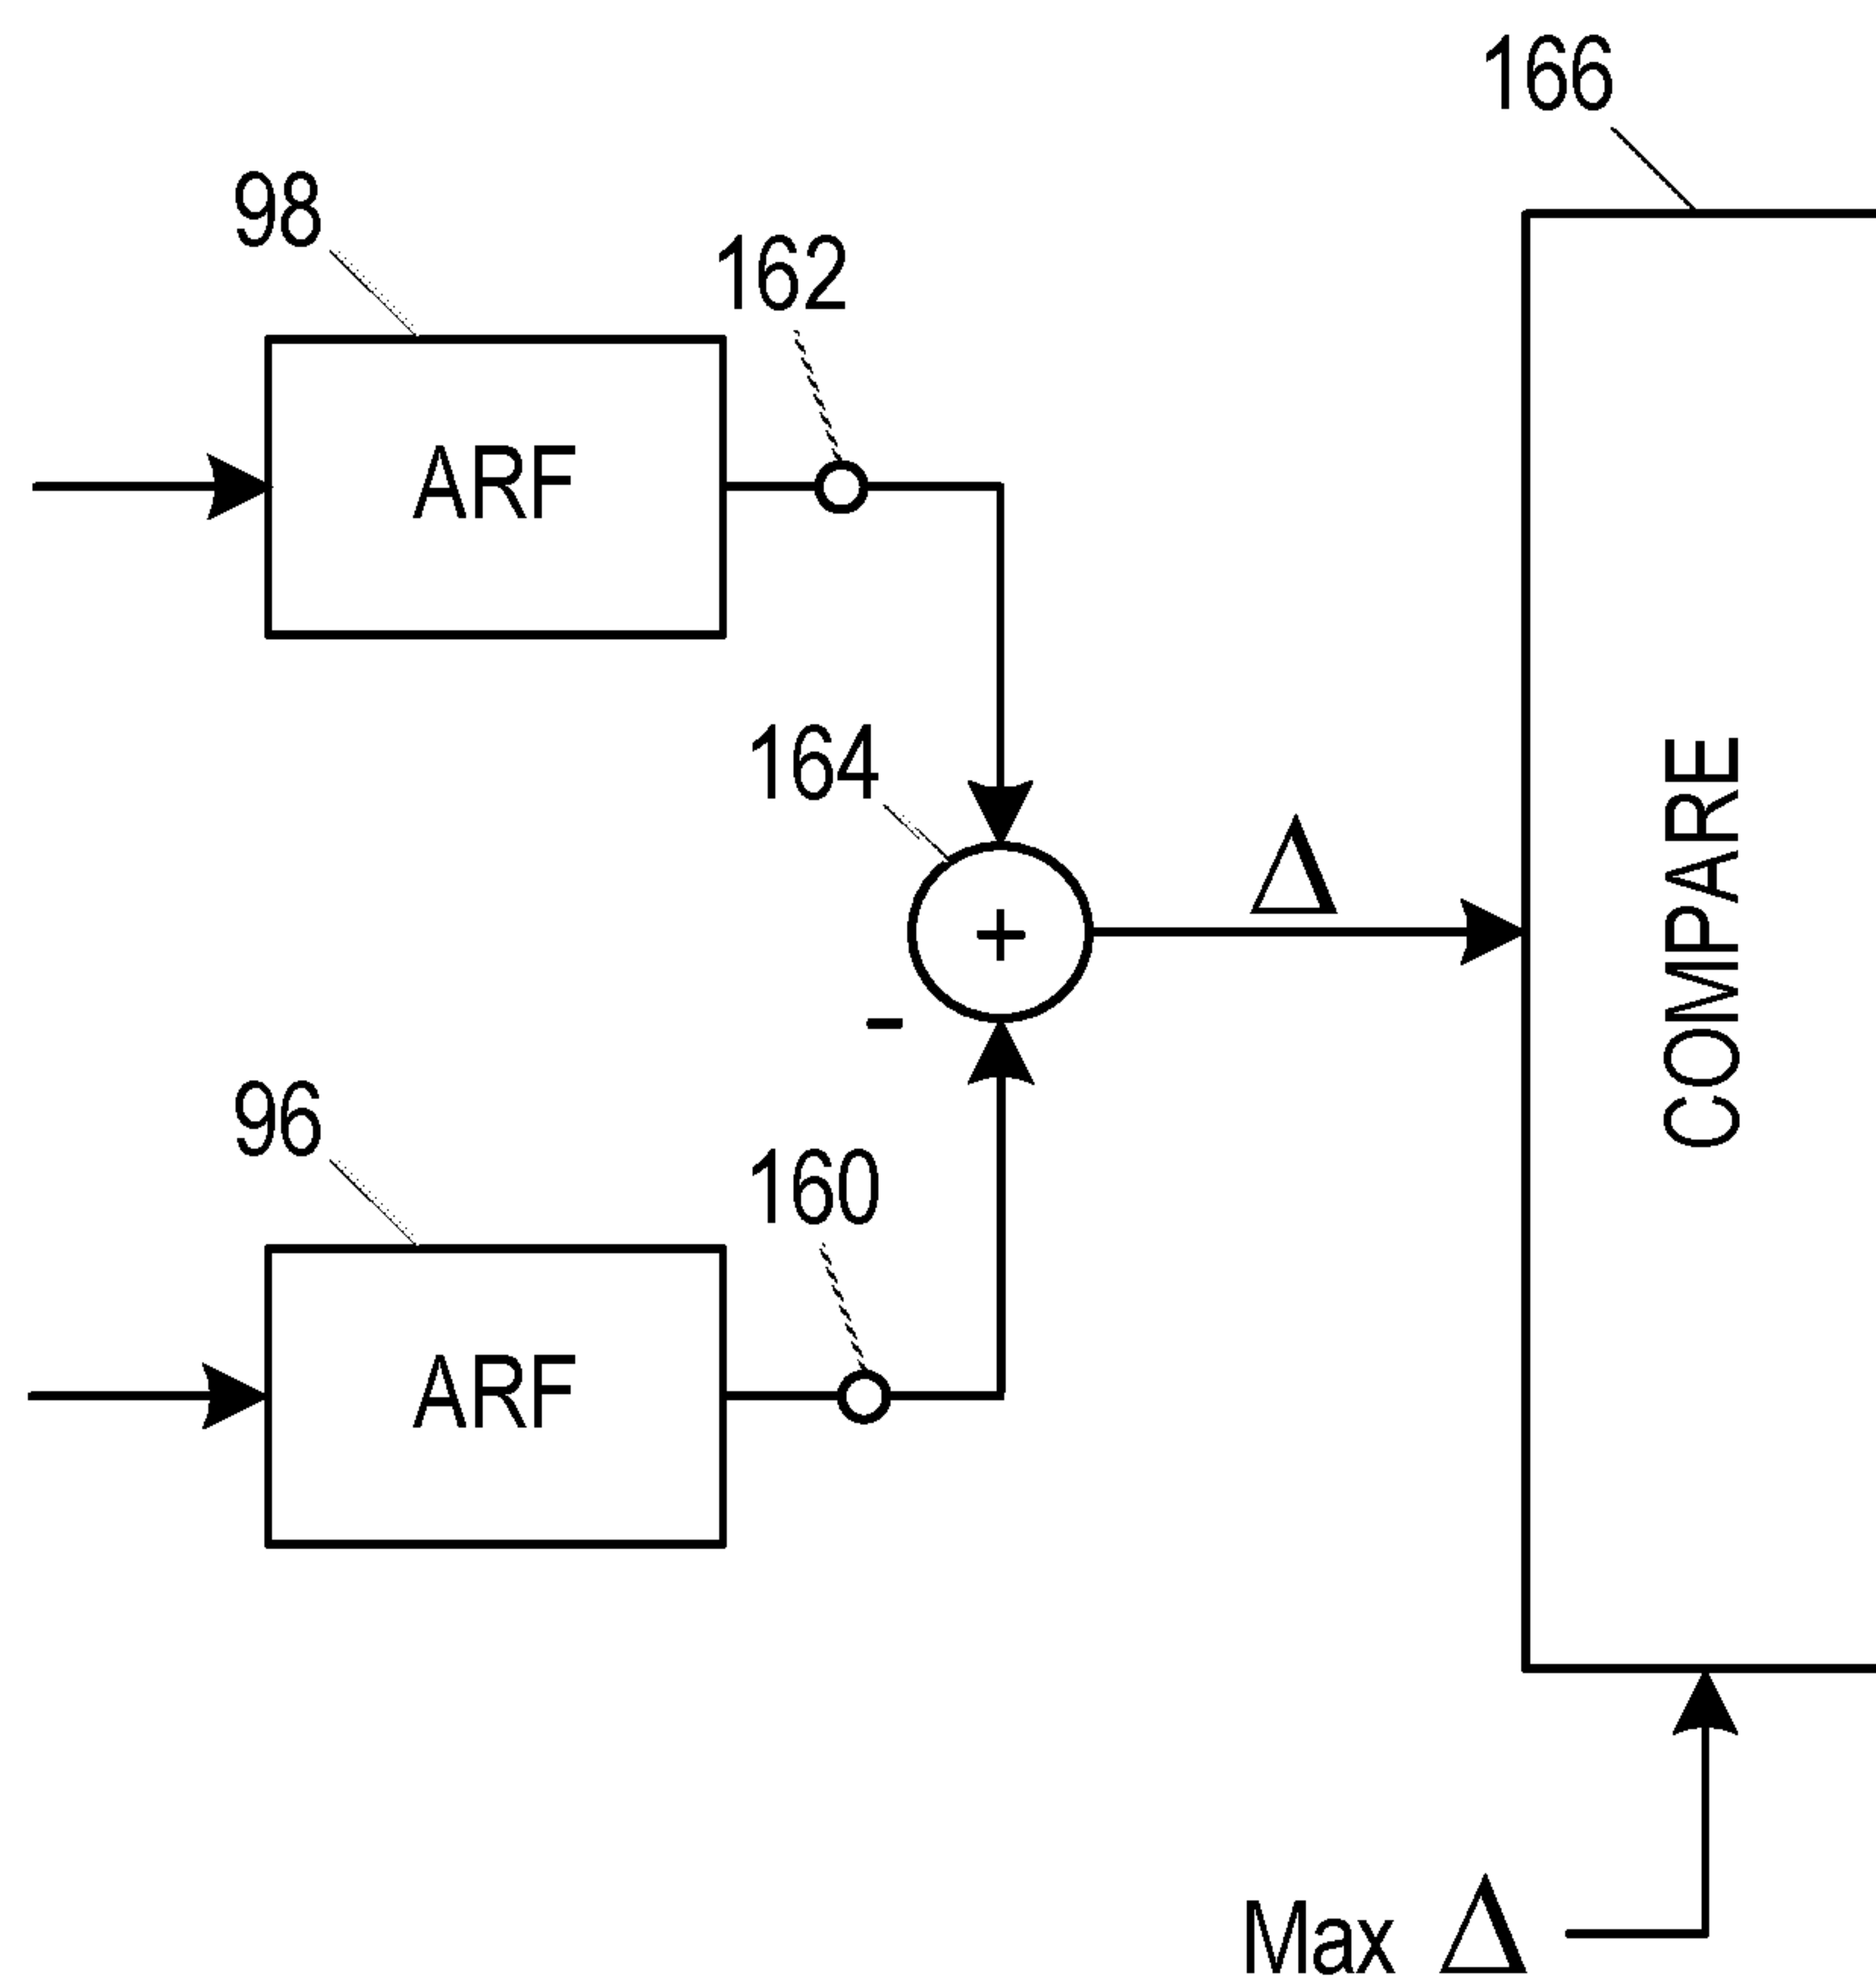 166
98
162
ARF
164
+
Δ
-
COMPARE
96
160
ARF
Max Δ